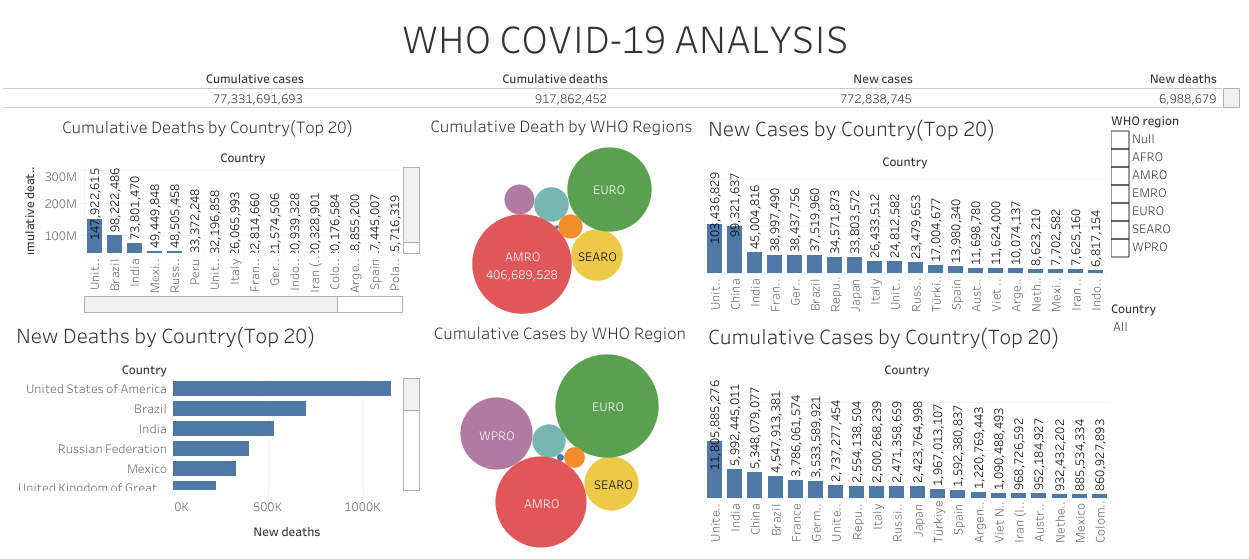 WHO COVID-19 ANALYSIS
Cumulative cases Cumulative deaths New cases New deaths
77,331,691,693 917,862,452 772,838,745 6,988,679
Cumulative Deaths by Country(Top 20)
Country
imulative deat..
300M
200M
100M
147,922,615
98,222,486
73,801,470
49,449,848
48,505,458
33,372,248
32,196,858
26,065,993
22,814,660
21,574,506
20,939,328
20,328,901
20,176,584
5,716,319
Unit..
Brazil
India
Mexi..
Russ..
Peru
Unit..
Italy
Fran..
Ger..
Indo..
Iran (..
Colo..
Arge..
Spain
Pola..
Cumulative Death by WHO Regions
EURO
AMRO
406,689,528
SEARO
New Cases by Country(Top 20)
Country
103,436,829
99,321,637
45,004,816
38,997,490
38,437,756
37,519,960
34,571,873
33,803,572
26,433,512
24,812,582
23,479,653
17,004,677
13,980,340
11,698,780
11,624,000
10,074,137
8,623,210
7,702,582
7,625,160
6,817,154
Unit..
China
India
Fran..
Ger..
Brazil
Repu..
Japan
Italy
Unit..
Russ..
Türki..
Spain
Aust..
Viet ..
Arge..
Neth..
Mexi..
Iran ..
Indo..
WHO region
Null
AFRO
AMRO
EMRO
EURO
SEARO
WPRO
Country
All
New Deaths by Country(Top 20)
Country
United States of America
Brazil
India
Russian Federation
Mexico
United Kingdom of Great
0K 500K 1000K
New deaths
Cumulative Cases by WHO Region
EURO
WPRO
SEARO
AMRO
Cumulative Cases by Country(Top 20)
Country
11,805,885,276
5,992,445,011
5,348,079,077
4,547,913,381
3,786,061,574
3,533,589,921
2,737,277,454
2,554,138,504
2,500,268,239
2,471,358,659
2,423,764,998
1,967,013,107
1,592,380,837
1,220,769,443
1,090,488,493
968,726,592
952,184,927
932,432,202
885,534,334
860,927,893
Unite..
India
China
Brazil
France
Germ..
Unite..
Repu..
Italy
Russi..
Japan
Türkiye
Spain
Argen..
Viet N..
Iran (I..
Austr..
Nethe..
Mexico
Colom..